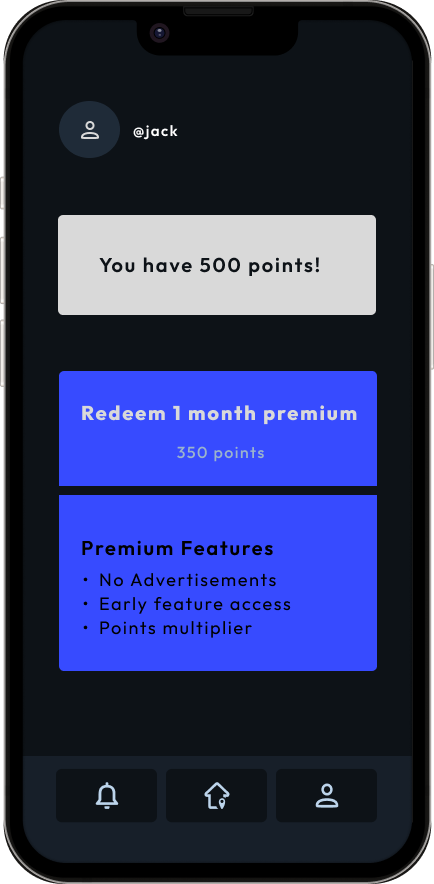 @jack
You have 500 points!
Redeem 1 month premium
350 points
Premium Features
• No Advertisements
• Early feature access
• Points multiplier